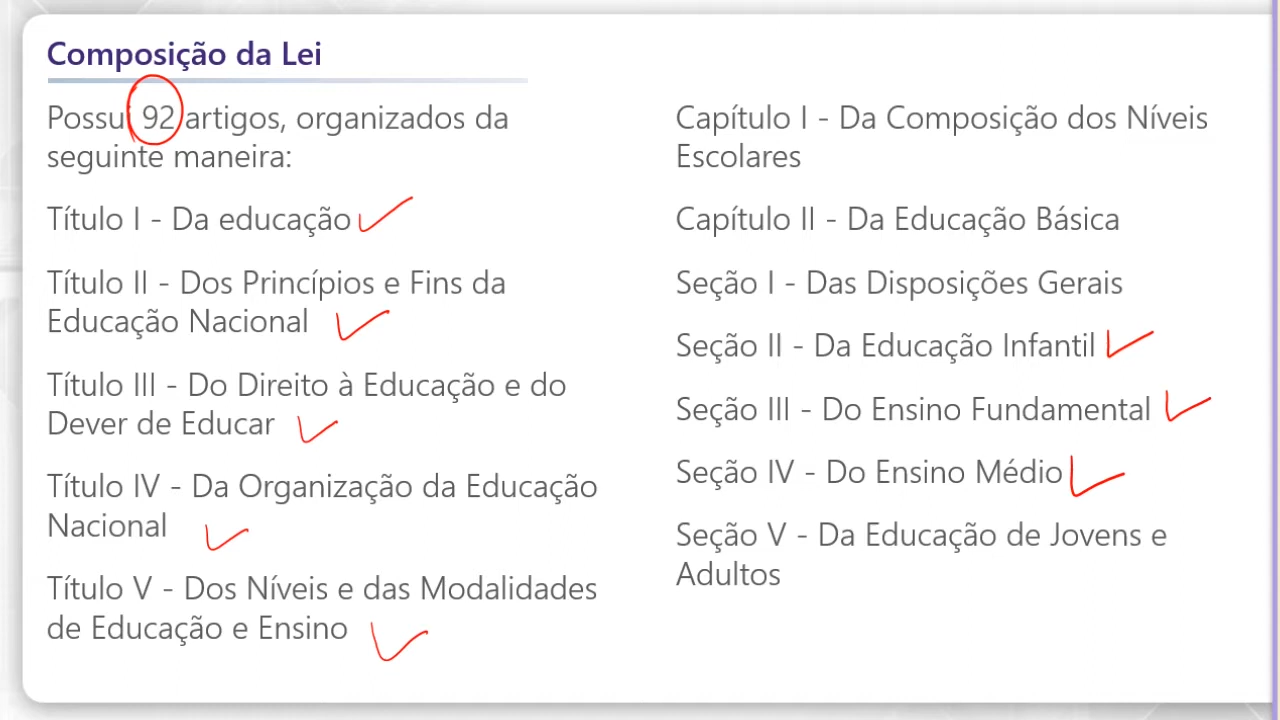 Composição da Lei
Possui 92 artigos, organizados da
seguinte maneira:
Título I - Da educação
Título II - Dos Princípios e Fins da
Educação Nacional
Título III - Do Direito à Educação e do
Dever de Educar
Título IV - Da Organização da Educação
Nacional
Título V - Dos Níveis e das Modalidades
de Educação e Ensino
Capítulo I - Da Composição dos Níveis
Escolares
Capítulo II - Da Educação Básica
Seção I - Das Disposições Gerais
Seção II - Da Educação Infantil
Seção III - Do Ensino Fundamental
Seção IV - Do Ensino Médio
Seção V - Da Educação de Jovens e
Adultos